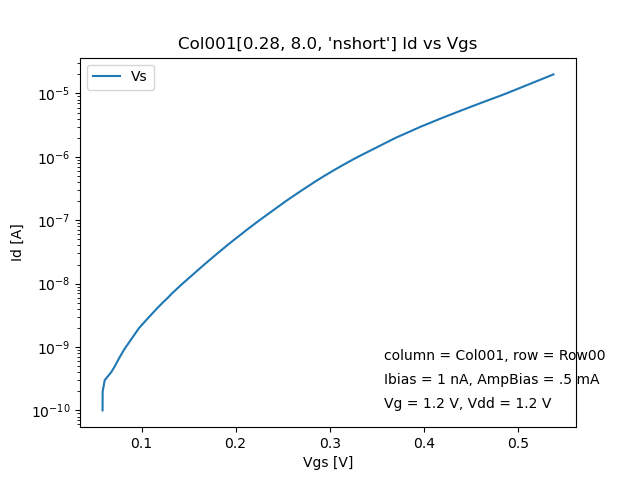 Col001[0.28, 8.0, 'nshort'] Id vs Vgs
Vs
Id [A]
10⁻⁵
10⁻⁶
10⁻⁷
10⁻⁸
10⁻⁹
10⁻¹⁰
column = Col001, row = Row00
Ibias = 1 nA, AmpBias = .5 mA
Vg = 1.2 V, Vdd = 1.2 V
0.1 0.2 0.3 0.4 0.5
Vgs [V]